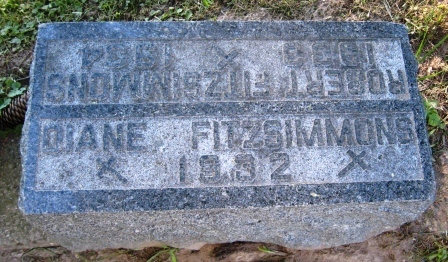 ROBERT J. FITZSIMMONS
DIANE FITZSIMMONS
1932